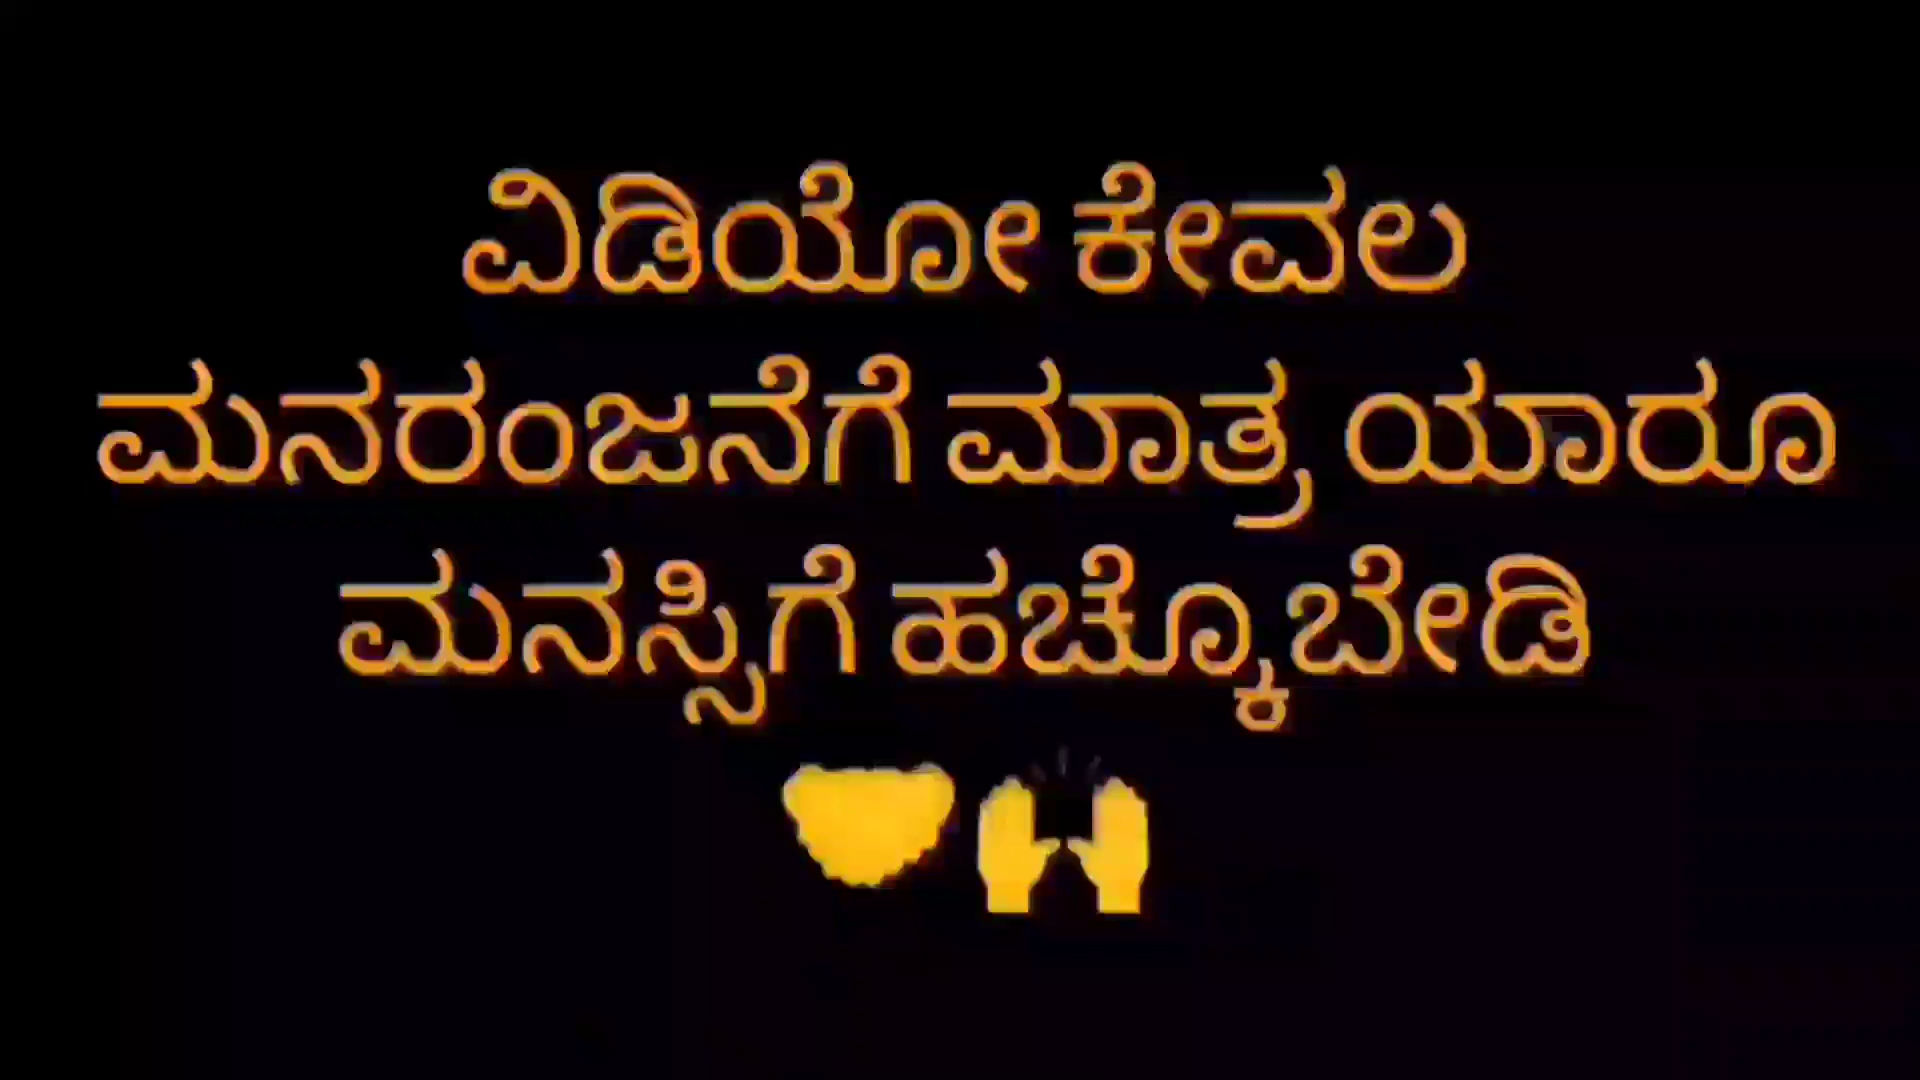 ವಿಡಿಯೋ ಕೇವಲ
ಮನರಂಜನೆಗೆ ಮಾತ್ರ ಯಾರೂ
ಮನಸ್ಸಿಗೆ ಹಚ್ಕೊಬೇಡಿ